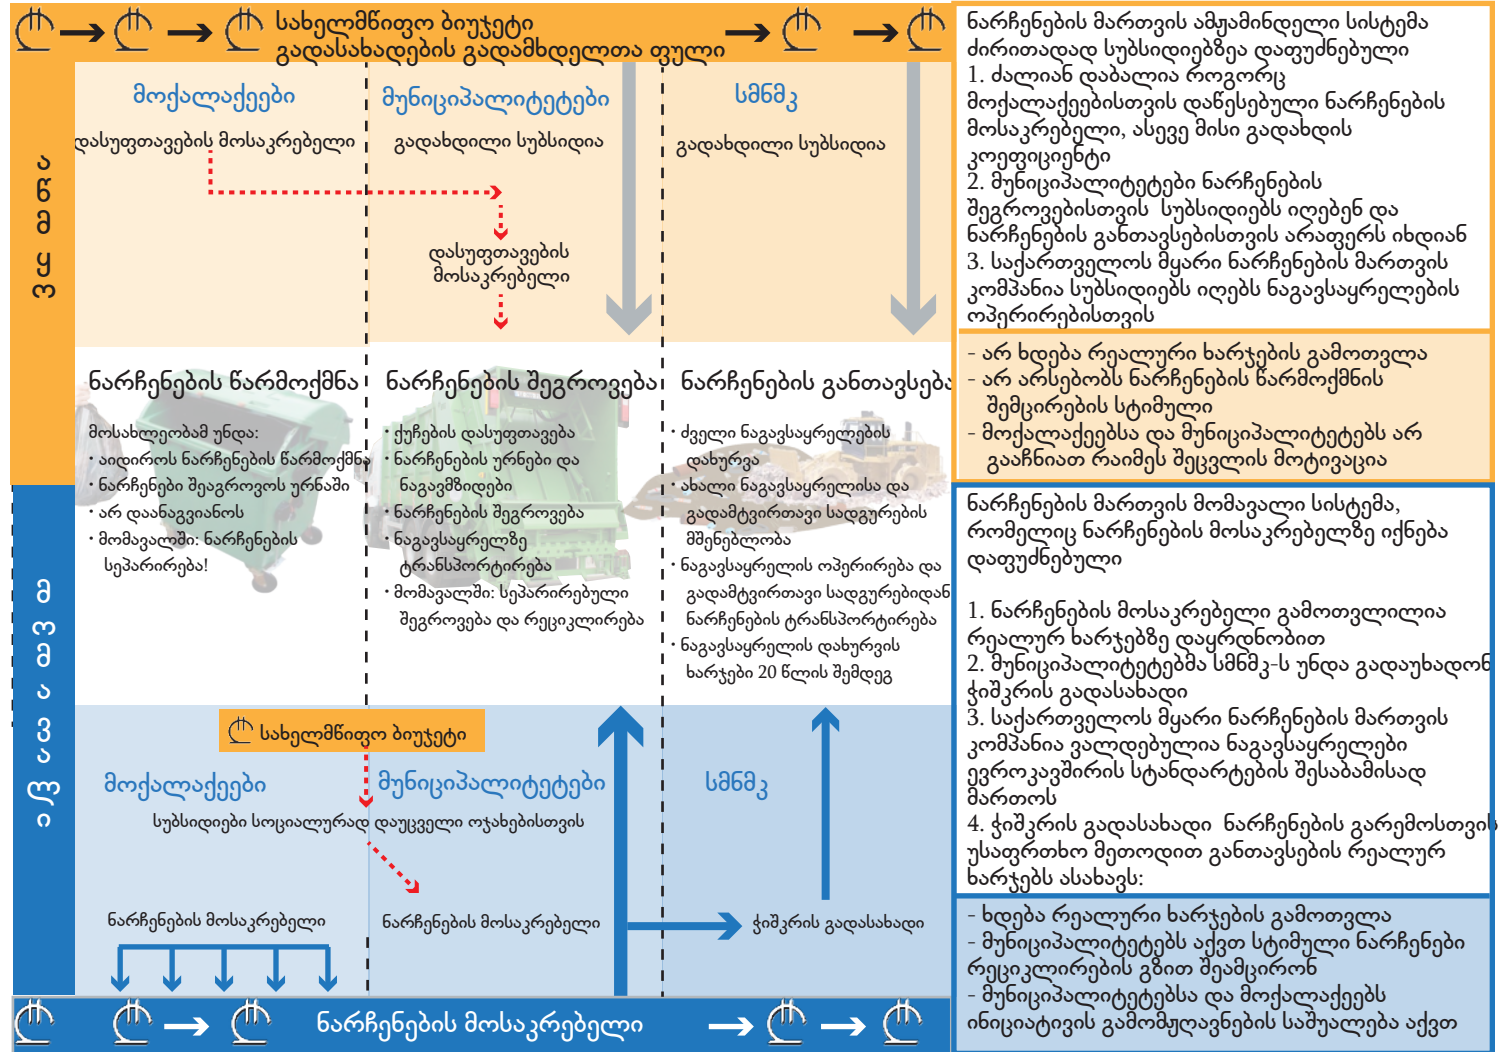 სახელმწიფო ბიუჯეტი
გადასახადების გადამხდელთა ფული
აწმყო
მოქალაქეები
დასუფთავების მოსაკრებელი
მუნიციპალიტეტები
გადახდილი სუბსიდია
დასუფთავების
მოსაკრებელი
სმნმკ
გადახდილი სუბსიდია
ნარჩენების წარმოქმნა
მოსახლეობამ უნდა:
· აიდიროს ნარჩენების წარმოქმნა
· ნარჩენები შეაგროვოს ურნაში
· არ დაანაგვიანოს
· მომავალში: ნარჩენების
სეპარირება!
ნარჩენების შეგროვება
· ქუჩების დასუფთავება
· ნარჩენების ურნები და
ნაგავმზიდები
· ნარჩენების შეგროვება
· ნაგავსაყრელზე
ტრანსპორტირება
· მომავალში: სეპარირებული
შეგროვება და რეციკლირება
ნარჩენების განთავსება
· ძველი ნაგავსაყრელების
დახურვა
· ახალი ნაგავსაყრელისა და
გადამტვირთავი სადგურების
მშენებლობა
· ნაგავსაყრელის ოპერირება და
გადამტვირთავი სადგურებიდან
ნარჩენების ტრანსპორტირება
· ნაგავსაყრელის დახურვის
ხარჯები 20 წლის შემდეგ
მომავალი
სახელმწიფო ბიუჯეტი
მოქალაქეები
მუნიციპალიტეტები
სმნმკ
სუბსიდიები სოციალურად დაუცველი ოჯახებისთვის
ნარჩენების მოსაკრებელი
ნარჩენების მოსაკრებელი
ჭიშკრის გადასახადი
ნარჩენების მოსაკრებელი
ნარჩენების მართვის ამჟამინდელი სისტემა
ძირითადად სუბსიდიებზეა დაფუძნებული
1. ძალიან დაბალია როგორც
მოქალაქეებისთვის დაწესებული ნარჩენების
მოსაკრებელი, ასევე მისი გადახდის
კოეფიციენტი
2. მუნიციპალიტეტები ნარჩენების
შეგროვებისთვის სუბსიდიებს იღებენ და
ნარჩენების განთავსებისთვის არაფერს იხდიან
3. საქართველოს მყარი ნარჩენების მართვის
კომპანია სუბსიდიებს იღებს ნაგავსაყრელების
ოპერირებისთვის
- არ ხდება რეალური ხარჯების გამოთვლა
- არ არსებობს ნარჩენების წარმოქმნის
შემცირების სტიმული
- მოქალაქეებსა და მუნიციპალიტეტებს არ
გააჩნიათ რაიმეს შეცვლის მოტივაცია
ნარჩენების მართვის მომავალი სისტემა,
რომელიც ნარჩენების მოსაკრებელზე იქნება
დაფუძნებული
1. ნარჩენების მოსაკრებელი გამოთვლილია
რეალურ ხარჯებზე დაყრდნობით
2. მუნიციპალიტეტებმა სმნმკ-ს უნდა გადაუხადონ
ჭიშკრის გადასახადი
3. საქართველოს მყარი ნარჩენების მართვის
კომპანია ვალდებულია ნაგავსაყრელები
ევროკავშირის სტანდარტების შესაბამისად
მართოს
4. ჭიშკრის გადასახადი ნარჩენების გარემოსთვის
უსაფრთხო მეთოდით განთავსების რეალურ
ხარჯებს ასახავს:
- ხდება რეალური ხარჯების გამოთვლა
- მუნიციპალიტეტებს აქვთ სტიმული ნარჩენები
რეციკლირების გზით შეამცირონ
- მუნიციპალიტეტებსა და მოქალაქეებს
ინიციატივის გამომჟღავნების საშუალება აქვთ